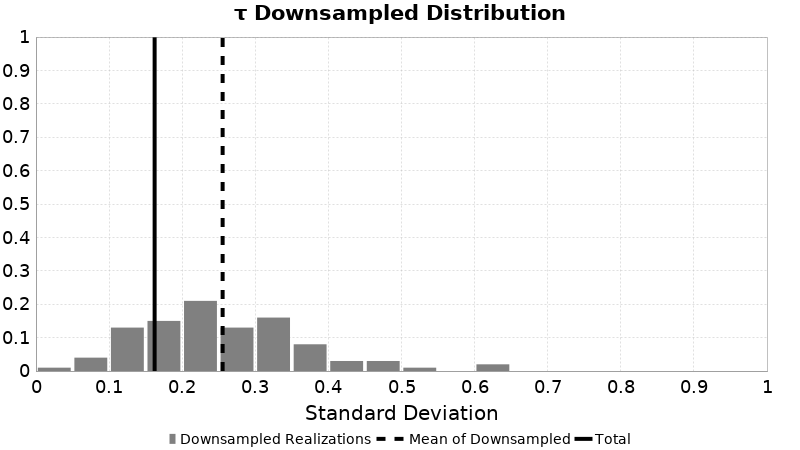 τ Downsampled Distribution
1
0.9
0.8
0.7
0.6
0.5
0.4
0.3
0.2
0.1
0
0 0.1 0.2 0.3 0.4 0.5 0.6 0.7 0.8 0.9 1
Standard Deviation
Downsampled Realizations Mean of Downsampled Total